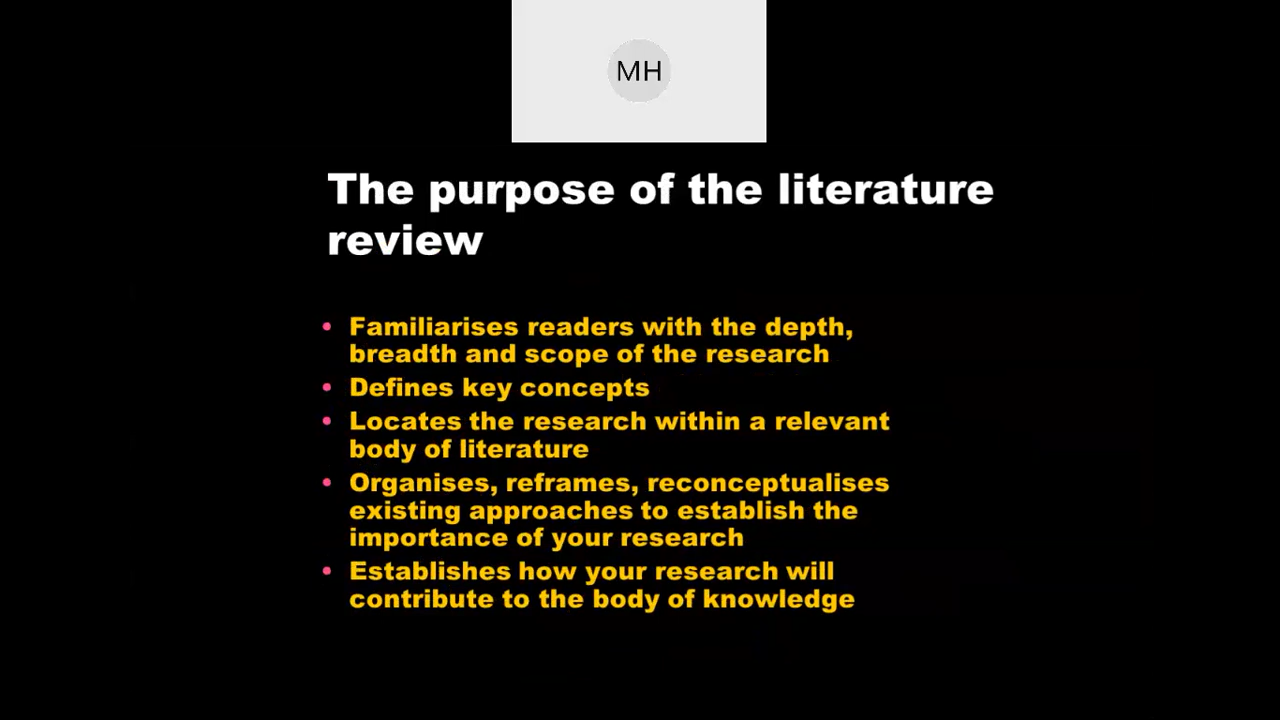 MH
The purpose of the literature
review
• Familiarises readers with the depth,
breadth and scope of the research
• Defines key concepts
• Locates the research within a relevant
body of literature
• Organises, reframes, reconceptualises
existing approaches to establish the
importance of your research
• Establishes how your research will
contribute to the body of knowledge